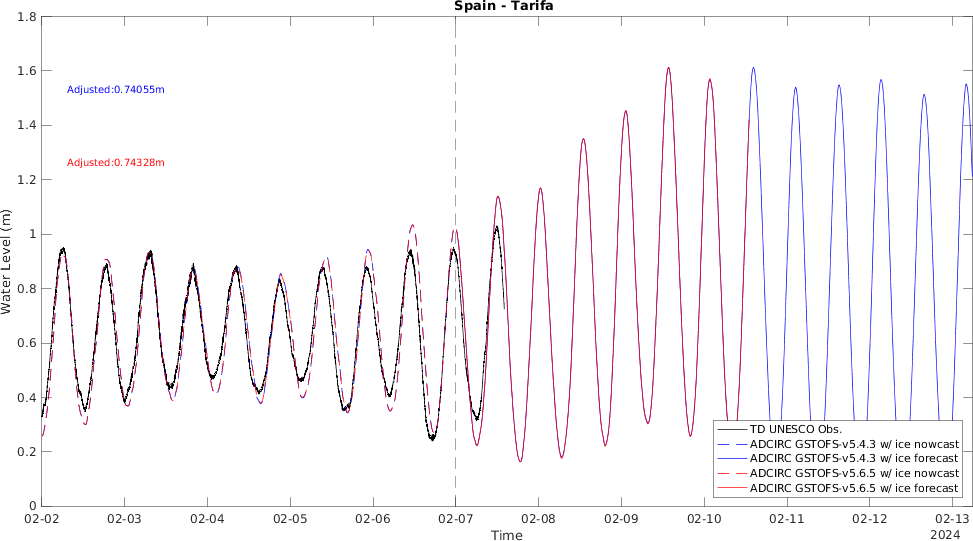 Spain - Tarifa
1.8
1.6
1.4
1.2
1
0.8
0.6
0.4
0.2
0
Water Level (m)
Adjusted:0.74055m
Adjusted:0.74328m
TD UNESCO Obs.
ADCIRC GSTOFS-v5.4.3 w/ ice nowcast
ADCIRC GSTOFS-v5.4.3 w/ ice forecast
ADCIRC GSTOFS-v5.6.5 w/ ice nowcast
ADCIRC GSTOFS-v5.6.5 w/ ice forecast
02-02 02-03 02-04 02-05 02-06 02-07 02-08 02-09 02-10 02-11 02-12 02-13
Time
2024